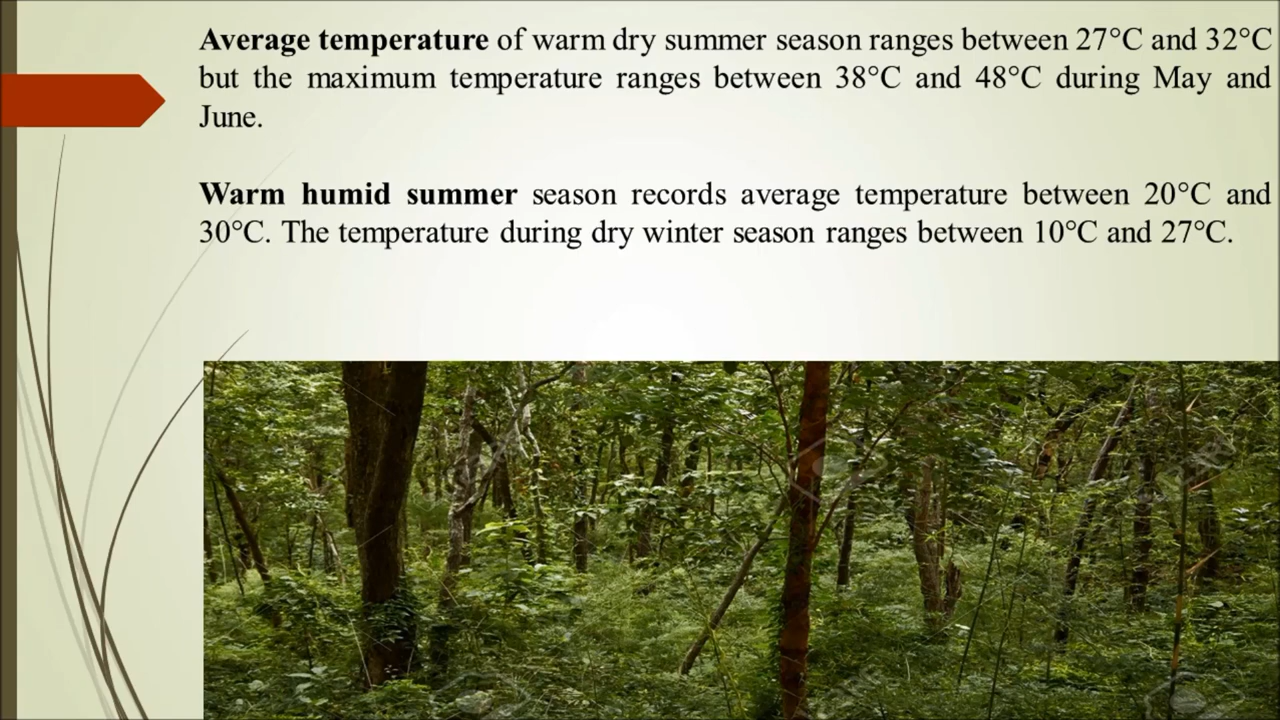 Average temperature of warm dry summer season ranges between 27°C and 32°C
but the maximum temperature ranges between 38°C and 48°C during May and
June.
Warm humid summer season records average temperature between 20°C and
30°C. The temperature during dry winter season ranges between 10°C and 27°C.